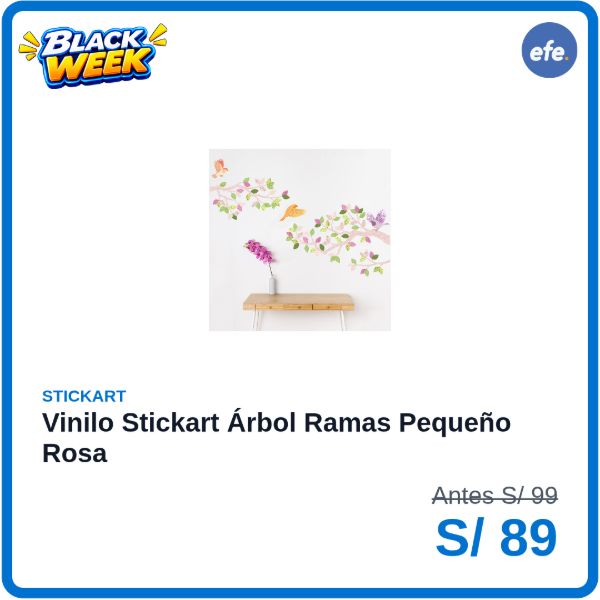 BLACK
WEEK
efe.
STICKART
Vinilo Stickart Árbol Ramas Pequeño
Rosa
Antes S/ 99
S/ 89